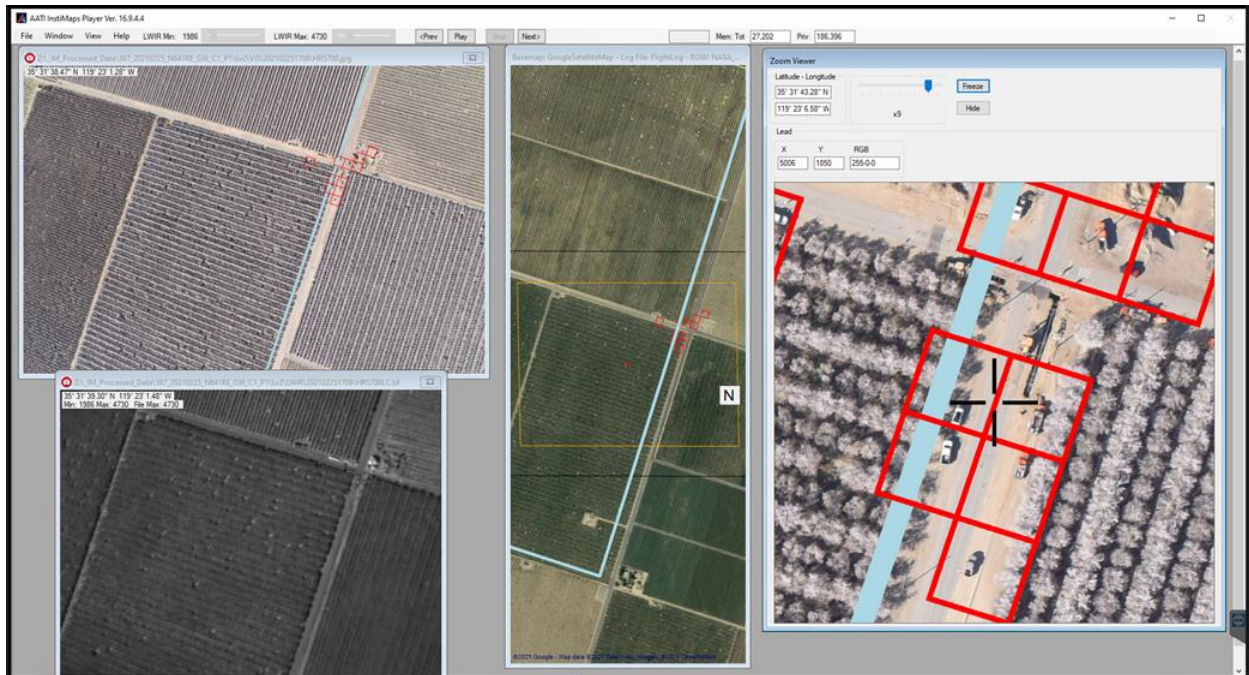 AATI InstiMaps Player Ver. 16.9.4.4
File Window View Help LWIR Min: 1986 LWIR Max: 4730 <Prev Play Stop Next> Mem: Tot 27,202 Prv 186,396
35° 31' 38.47" N 119° 23' 1.28" W
35° 31' 39.30" N 119° 23' 1.48" W
Min: 1986 Max: 4730 File Max: 4730
Basemap: GoogleSatelliteMap - Log File: FlightLog - ROW: NASA_...
N
©2021 Google - Map data ©2021
Zoom Viewer
Latitude - Longitude
35° 31' 43.28" N
119° 23' 6.58" W
x9
Freeze
Hide
Lead
X Y RGB
5006 1850 255-0-0